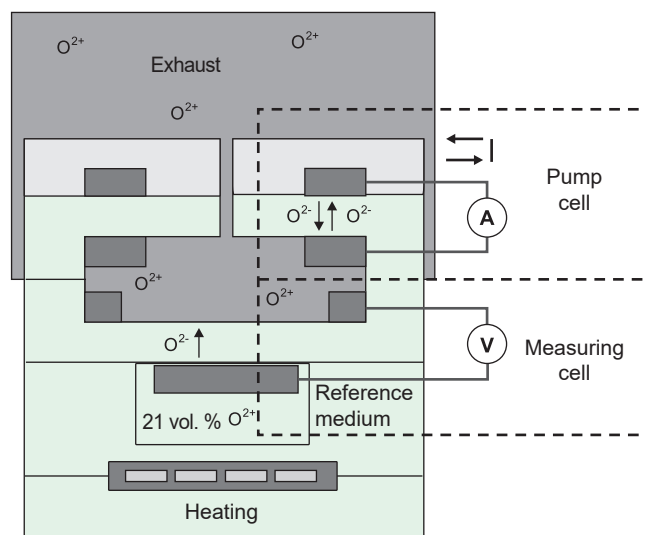 O²⁺
O²⁺
Exhaust
O²⁺
I
Pump
cell
O²⁻
O²⁻
A
O²⁺
O²⁺
V
O²⁻
Measuring
cell
Reference
medium
21 vol. % O²⁺
Heating